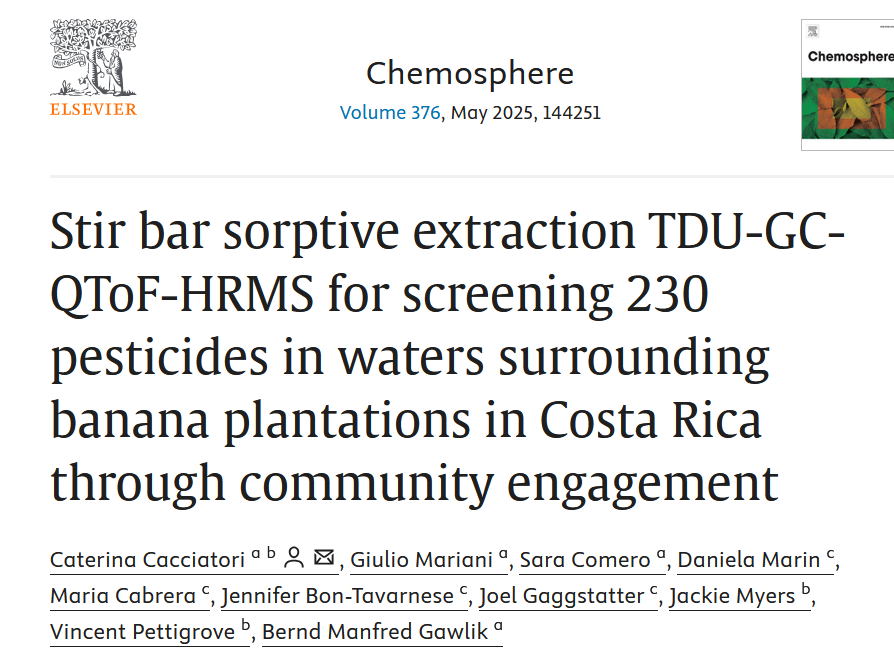 ELSEVIER
Chemosphere
Volume 376, May 2025, 144251
Chemosphere
Stir bar sorptive extraction TDU-GC-
QToF-HRMS for screening 230
pesticides in waters surrounding
banana plantations in Costa Rica
through community engagement
Caterina Cacciatori a b, Giulio Mariani a, Sara Comero a, Daniela Marin c,
Maria Cabrera c, Jennifer Bon-Tavarnese c, Joel Gaggstatter c, Jackie Myers b,
Vincent Pettigrove b, Bernd Manfred Gawlik a